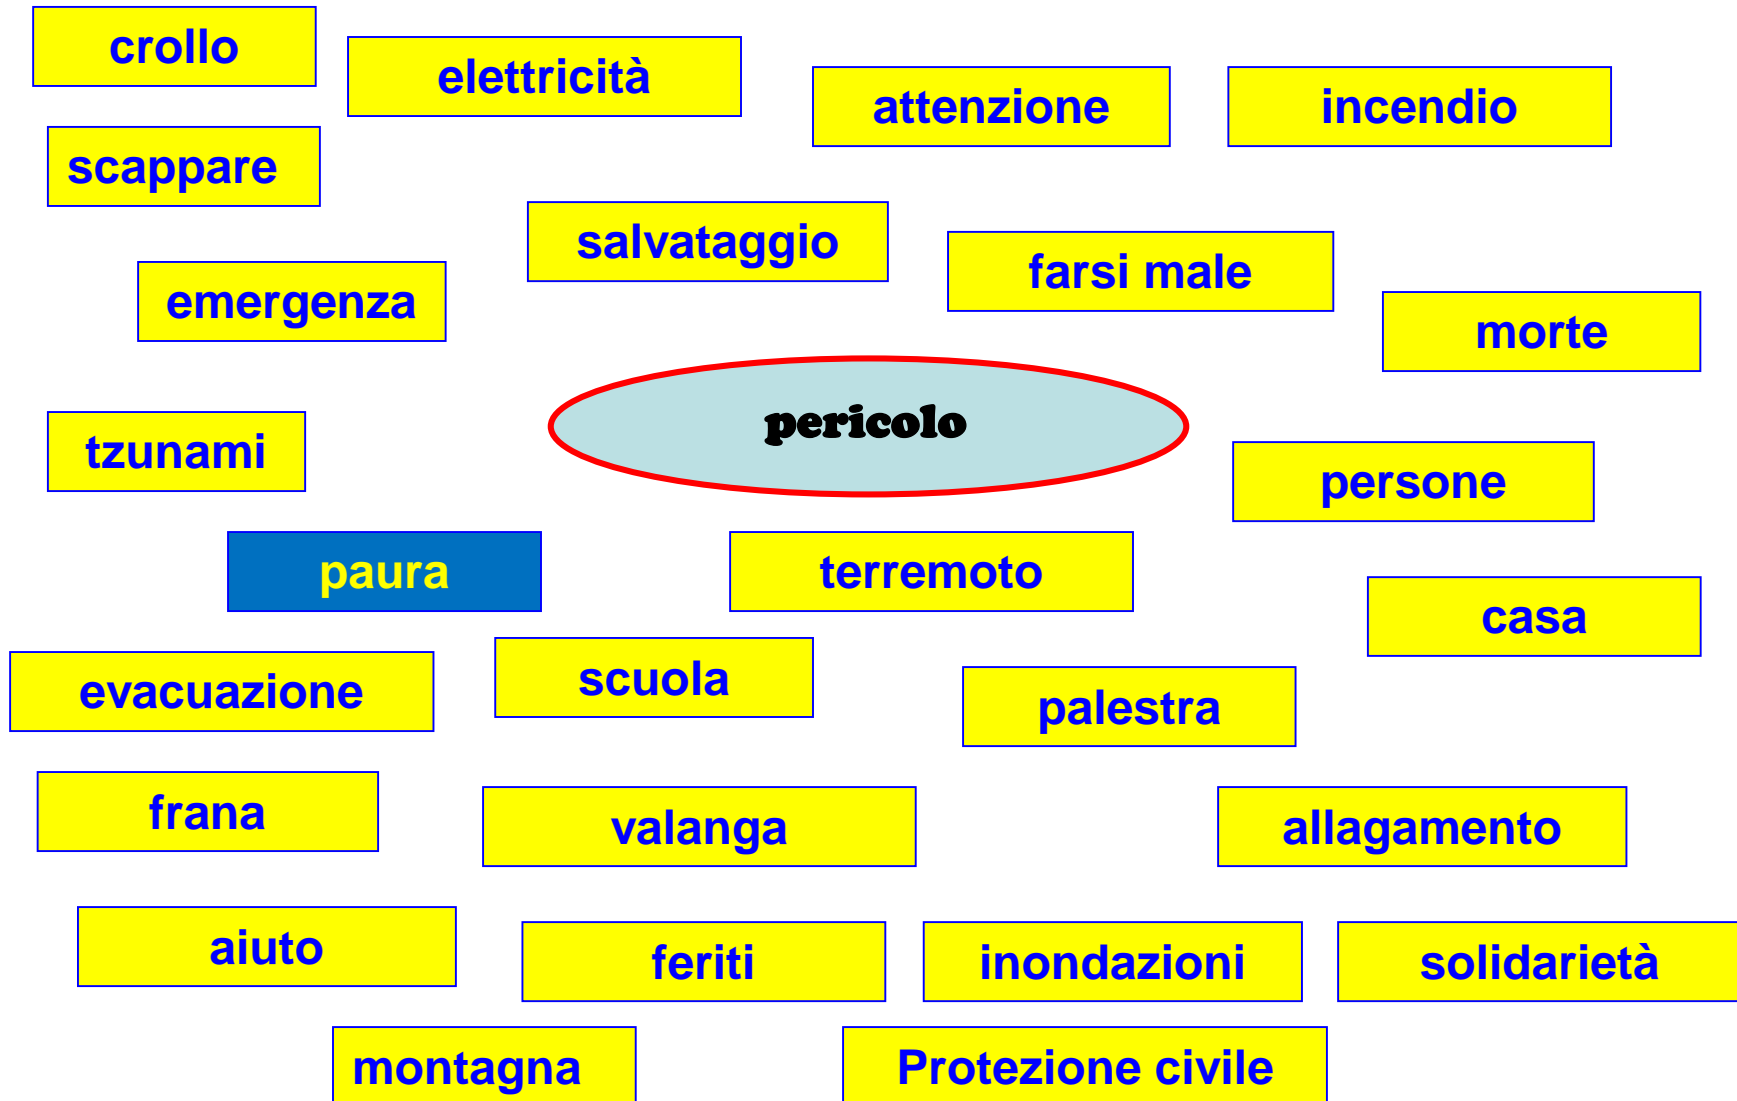 crollo
elettricità
attenzione
incendio
scappare
salvataggio
farsi male
emergenza
morte
pericolo
tzunami
persone
paura
terremoto
casa
scuola
evacuazione
palestra
frana
valanga
allagamento
aiuto
feriti
inondazioni
solidarietà
montagna
Protezione civile